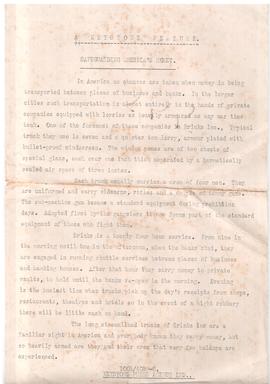 A KEYSTONE FEATURE.
SAFEGUARDING AMERICA'S MONEY.
In America no chances are taken when money is being
transported between places of business and banks. In the larger
cities such transportation is almost entirely in the hands of private
companies equipped with lorries as heavily armoured as any war time
tank. One of the foremost of these companies is Brinks Inc. Typical
truck they use is seven and a quarter ton lorry, armour plated with
bullet-proof windscreen. The window panes are of two sheets of
special glass, each over one inch thick separated by a hermetically
sealed air space of three inches.
Each truck usually carries a crew of four men. They
are uniformed and carry sidearms, rifles and a
The sub-machine gun became a standard equipment during prohibition
days. Adopted first by the gangsters it now forms part of the standard
equipment of those who fight them.
Brinks is a twenty four hour service. From nine in
the morning until two in the afternoon, when the banks shut, they
are engaged in running shuttle services between places of business
and banking houses. After that hour they carry money to private
vaults, to hold until the banks re-open in the morning. Evening
is the busiest time when trucks pick up the day's receipts from shops,
restaurants, theatres and hotels so in the event of a night robbery
there will be little cash on hand.
The long streamlined trucks of Brinks Inc are a
familiar sight in America and everybody knows they carry money, but
so heavily armed are they and their crew that very few holdups are
experienced.